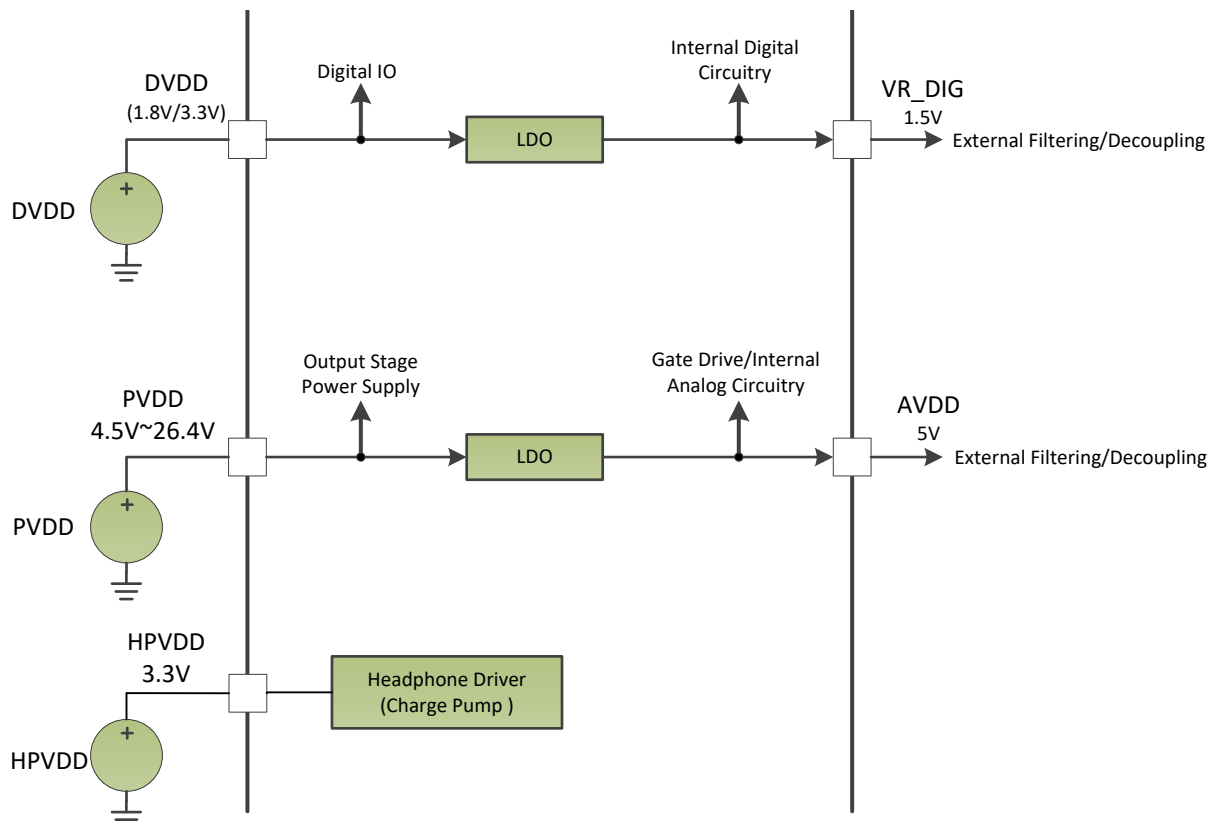 Internal Digital
Circuitry
Digital IO
DVDD
(1.8V/3.3V)
VR_DIG
1.5V
LDO
External Filtering/Decoupling
+
DVDD
Output Stage
Power Supply
Gate Drive/Internal
Analog Circuitry
PVDD
4.5V~26.4V
AVDD
5V
LDO
External Filtering/Decoupling
+
PVDD
HPVDD
3.3V
Headphone Driver
(Charge Pump )
+
HPVDD